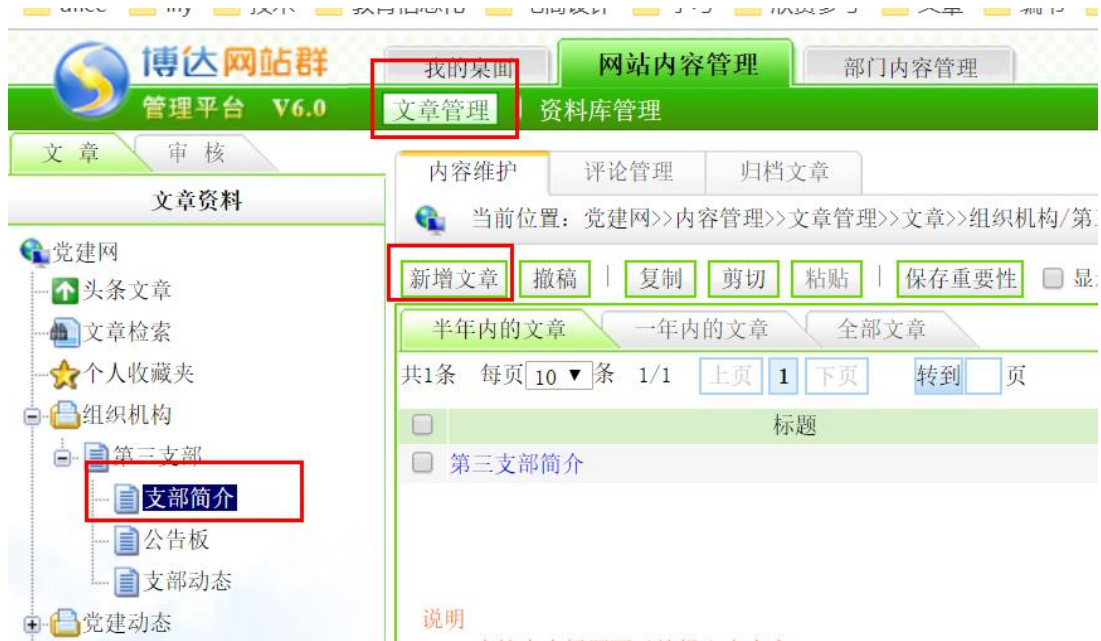 博达网站群
管理平台 V6.0
我的桌面 网站内容管理 部门内容管理
文章管理 资料库管理
文章 审核
文章资料
党建网
头条文章
文章检索
个人收藏夹
组织机构
第三支部
支部简介
公告板
支部动态
党建动态
内容维护 评论管理 归档文章
当前位置：党建网>>内容管理>>文章管理>>文章>>组织机构/第
新增文章 撤稿 | 复制 剪切 粘贴 | 保存重要性 显
半年内的文章 一年内的文章 全部文章
共1条 每页 10 条 1/1 上页 1 下页 转到 页
标题
第三支部简介
说明